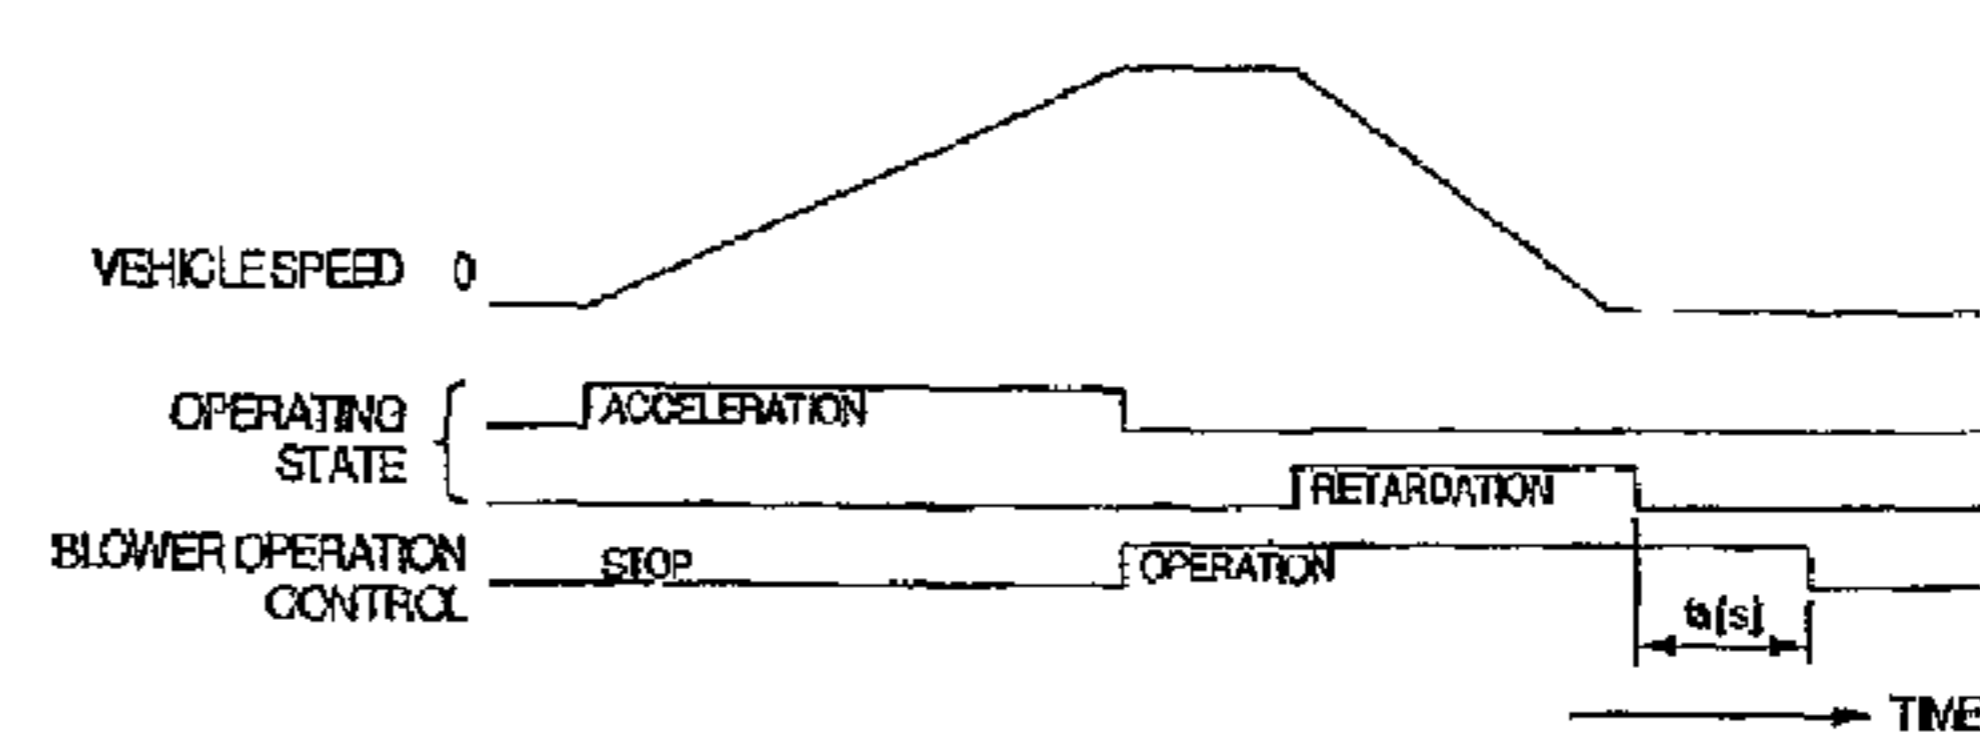 VEHICLE SPEED 0
OPERATING
STATE
ACCELERATION
RETARDATION
BLOWER OPERATION
CONTROL
STOP
OPERATION
ta[s]
TIME